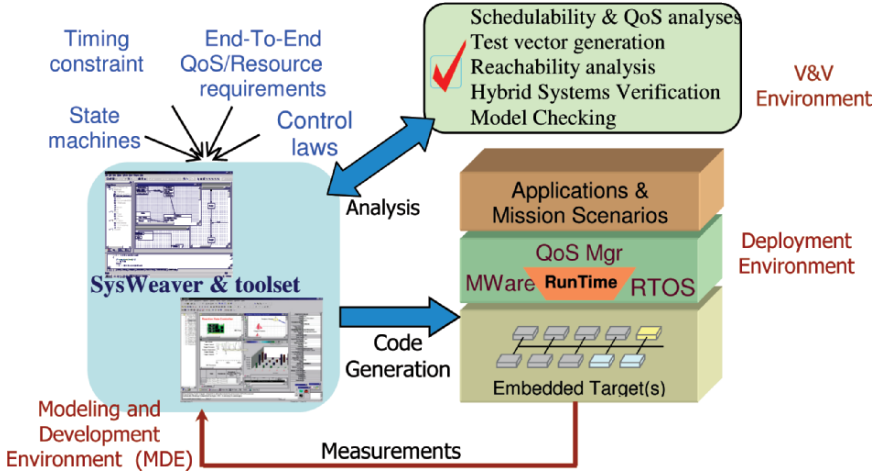 Timing
constraint
End-To-End
QoS/Resource
requirements
State
machines
Control
laws
Schedulability & QoS analyses
Test vector generation
Reachability analysis
Hybrid Systems Verification
Model Checking
V&V
Environment
Analysis
SysWeaver & toolset
Applications &
Mission Scenarios
QoS Mgr
MWare RunTime RTOS
Deployment
Environment
Code
Generation
Embedded Target(s)
Modeling and
Development
Environment (MDE)
Measurements